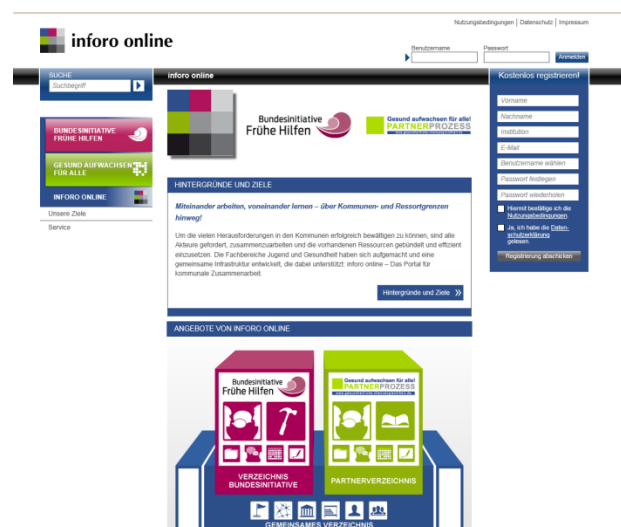 Nutzungsbedingungen | Datenschutz | Impressum
inforo online
Benutzername
Passwort
Anmelden
SUCHE
Suchbegriff
inforo online
Kostenlos registrieren!
Vorname
Nachname
Institution
E-Mail
Benutzername wählen
Passwort festlegen
Passwort wiederholen
Hiermit bestätige ich die
Nutzungsbedingungen.
Ja, ich habe die Daten-
schutzerklärung
gelesen.
Registrierung abschicken
BUNDESINITIATIVE
FRÜHE HILFEN
GESUND AUFWACHSEN
FÜR ALLE
INFORO ONLINE
Unsere Ziele
Service
Bundesinitiative
Frühe Hilfen
Gesund aufwachsen für alle!
PARTNERPROZESS
HINTERGRÜNDE UND ZIELE
Miteinander arbeiten, voneinander lernen – über Kommunen- und Ressortgrenzen
hinweg!
Um die vielen Herausforderungen in den Kommunen erfolgreich bewältigen zu können, sind alle
Akteure gefordert, zusammenzuarbeiten und die vorhandenen Ressourcen gebündelt und effizient
einzusetzen. Die Fachbereiche Jugend und Gesundheit haben sich aufgemacht und eine
gemeinsame Infrastruktur entwickelt, die dabei unterstützt: inforo online – Das Portal für
kommunale Zusammenarbeit.
Hintergründe und Ziele
ANGEBOTE VON INFORO ONLINE
Bundesinitiative
Frühe Hilfen
Gesund aufwachsen für alle!
PARTNERPROZESS
VERZEICHNIS
BUNDESINITIATIVE
PARTNERVERZEICHNIS
GEMEINSAMES VERZEICHNIS